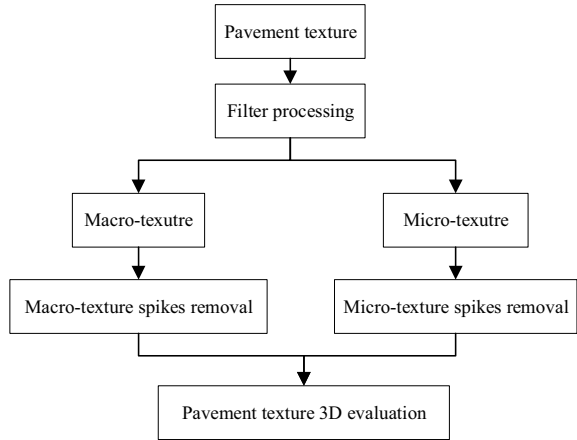 Pavement texture
Filter processing
Macro-texutre
Micro-texutre
Macro-texture spikes removal
Micro-texture spikes removal
Pavement texture 3D evaluation